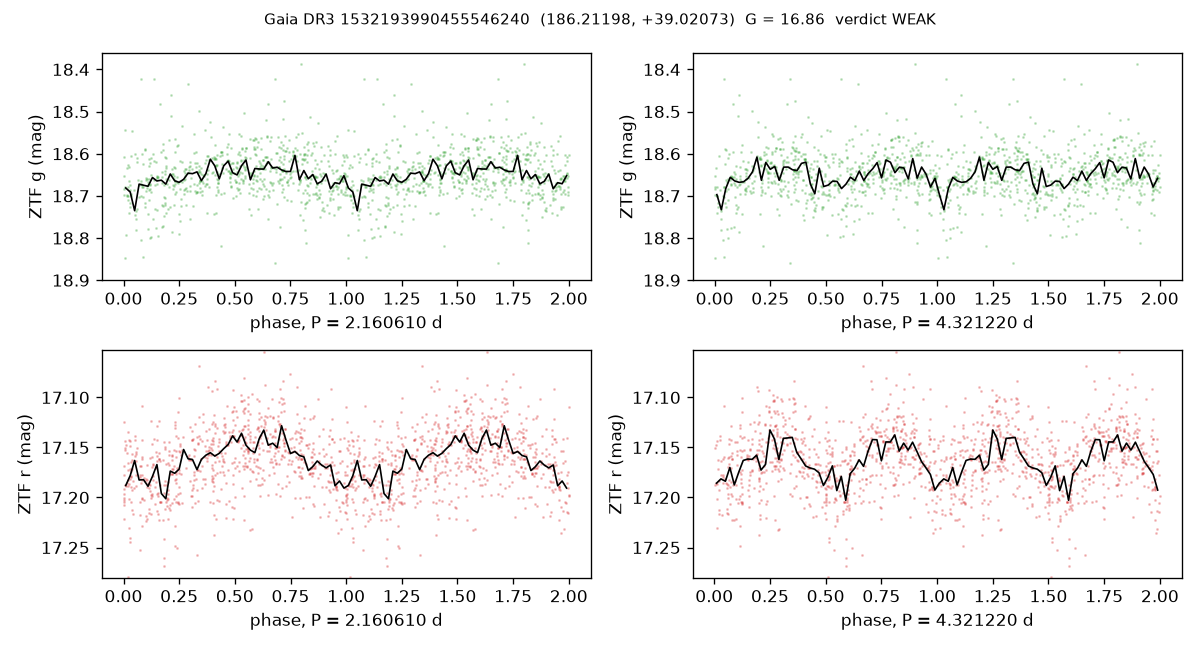 Gaia DR3 1532193990455546240  (186.21198, +39.02073)  G = 16.86  verdict WEAK
ZTF g (mag)
18.4
18.5
18.6
18.7
18.8
18.9
0.00 0.25 0.50 0.75 1.00 1.25 1.50 1.75 2.00
phase, P = 2.160610 d
ZTF g (mag)
18.4
18.5
18.6
18.7
18.8
18.9
0.00 0.25 0.50 0.75 1.00 1.25 1.50 1.75 2.00
phase, P = 4.321220 d
ZTF r (mag)
17.10
17.15
17.20
17.25
0.00 0.25 0.50 0.75 1.00 1.25 1.50 1.75 2.00
phase, P = 2.160610 d
ZTF r (mag)
17.10
17.15
17.20
17.25
0.00 0.25 0.50 0.75 1.00 1.25 1.50 1.75 2.00
phase, P = 4.321220 d